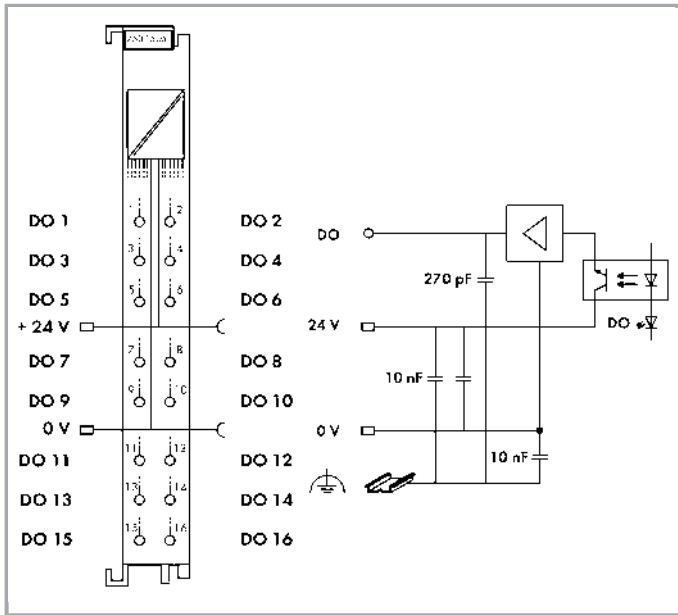 1 2
DO 1 DO 2 DO
3 4
DO 3 DO 4
270 pF
5 6
DO 5 DO 6
+ 24 V 24 V DO
7 8
DO 7 DO 8
10 nF
9 10
DO 9 DO 10
0 V 0 V
11 12
DO 11 DO 12 10 nF
13 14
DO 13 DO 14
15 16
DO 15 DO 16